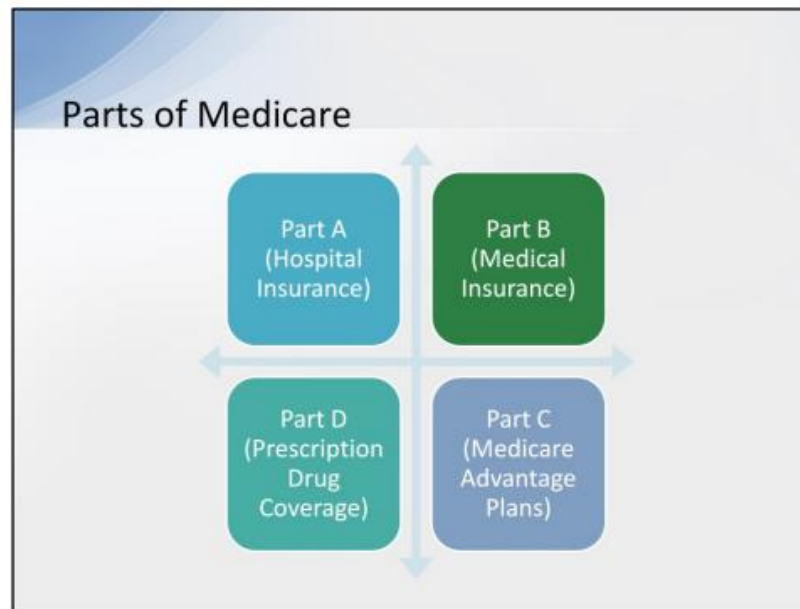 Parts of Medicare
Part A
(Hospital
Insurance)
Part B
(Medical
Insurance)
Part D
(Prescription
Drug
Coverage)
Part C
(Medicare
Advantage
Plans)